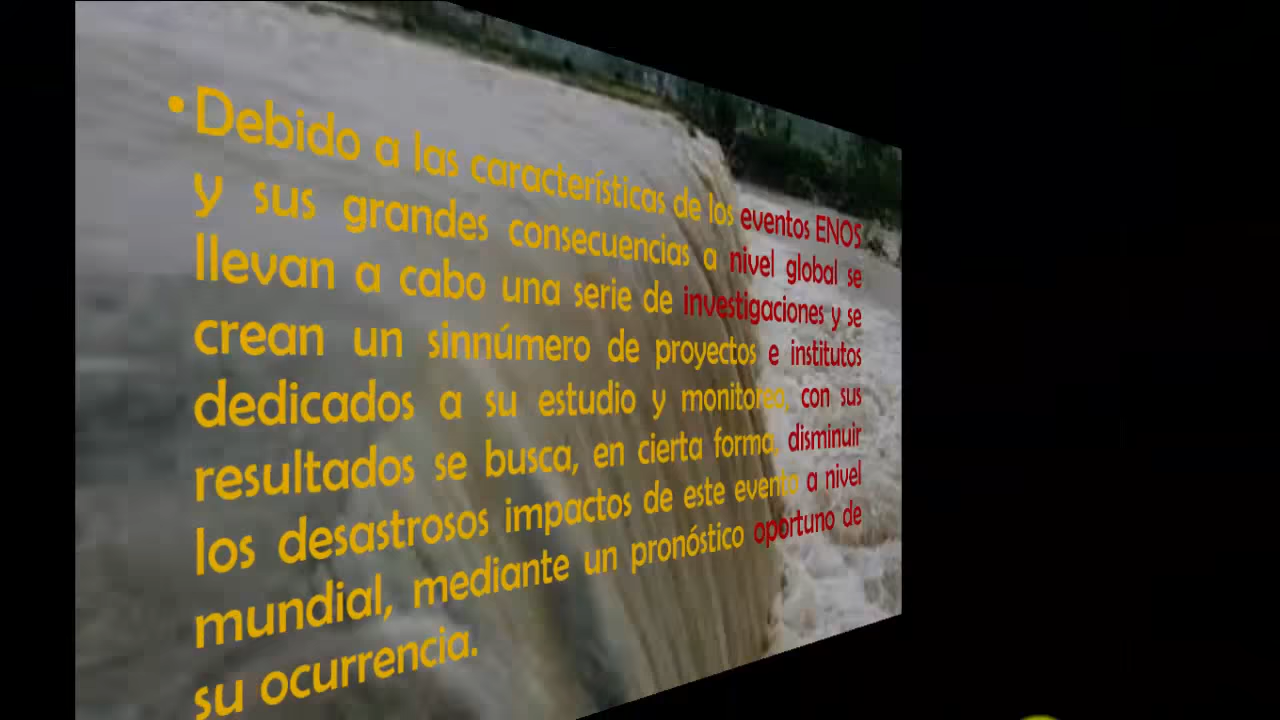 • Debido a las características de los eventos ENOS
y sus grandes consecuencias a nivel global se
llevan a cabo una serie de investigaciones y se
crean un sinnúmero de proyectos e institutos
dedicados a su estudio y monitoreo, con sus
resultados se busca, en cierta forma, disminuir
los desastrosos impactos de este evento a nivel
mundial, mediante un pronóstico oportuno de
su ocurrencia.